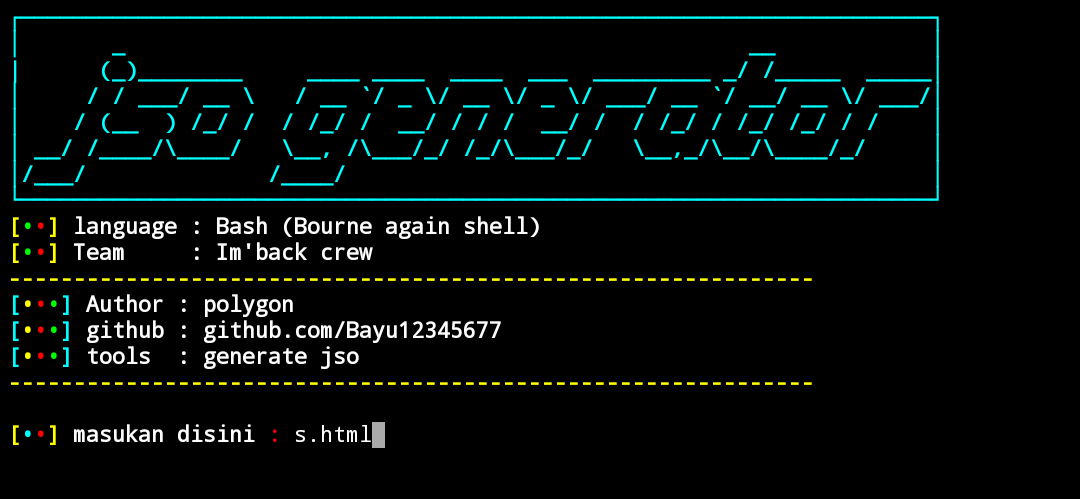 jso generator
[••] language : Bash (Bourne again shell)
[••] Team     : Im'back crew
--------------------------------------------------------------
[•••] Author : polygon
[•••] github : github.com/Bayu12345677
[•••] tools  : generate jso
--------------------------------------------------------------
[••] masukan disini : s.html